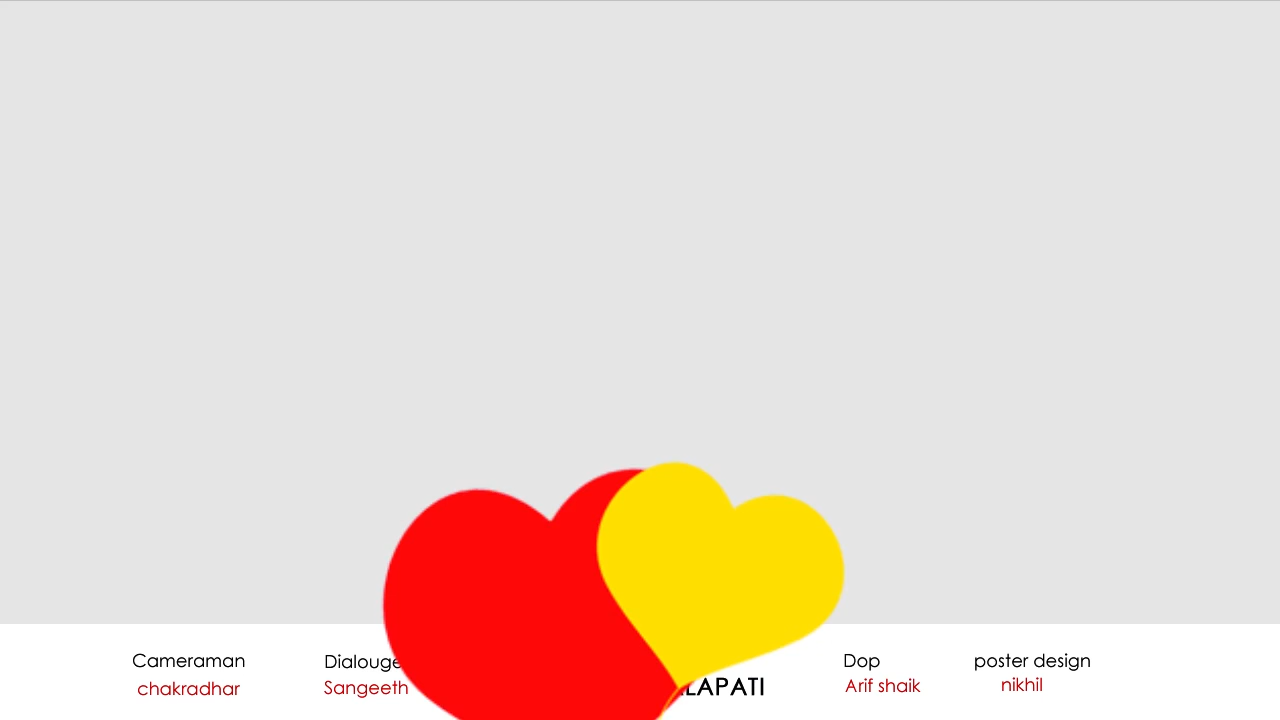 Cameraman
chakradhar
Dialouge
Sangeeth
LAPATI
Dop
Arif shaik
poster design
nikhil